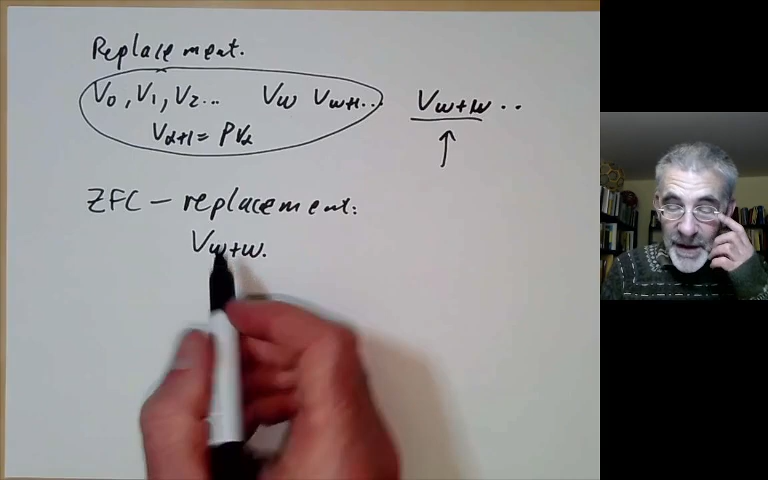 Replacement.
V₀, V₁, V₂... Vω Vω+1.. Vω+ω..
Vα+1 = PVα
ZFC – replacement:
Vω+ω.